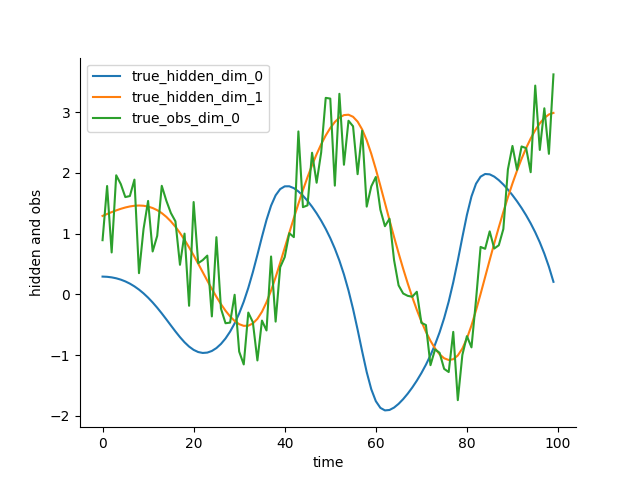 true_hidden_dim_0
true_hidden_dim_1
true_obs_dim_0
3
2
1
0
−1
−2
hidden and obs
0 20 40 60 80 100
time